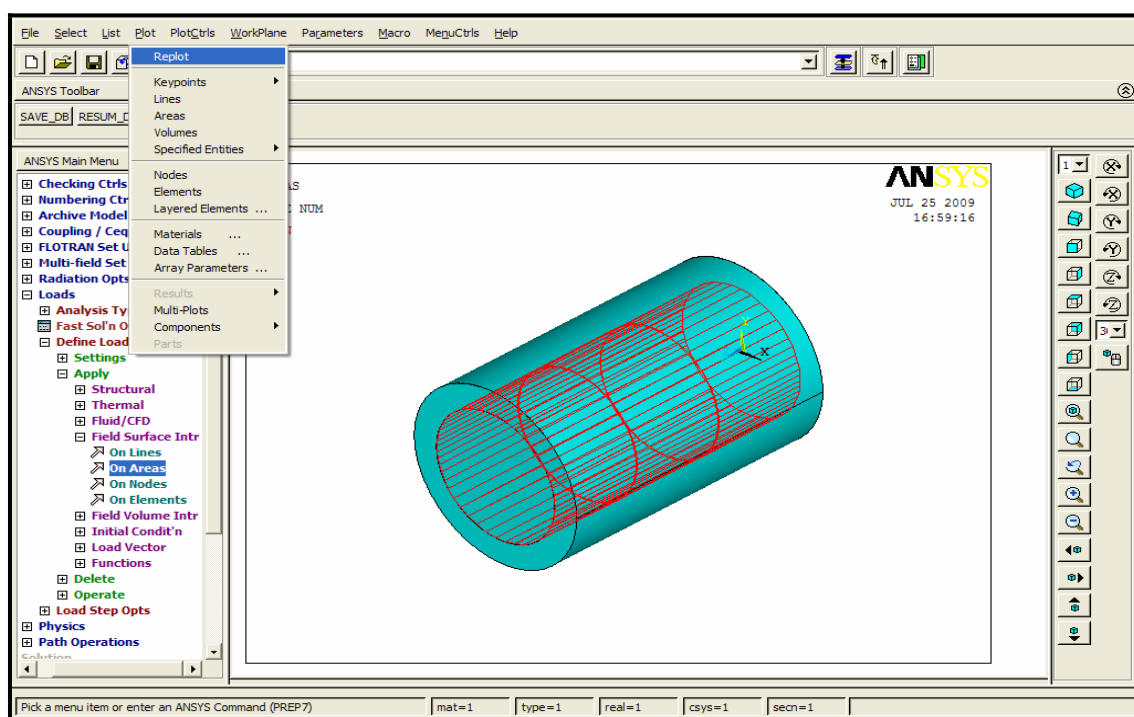 File Select List Plot PlotCtrls WorkPlane Parameters Macro MenuCtrls Help
Replot
Keypoints
Lines
Areas
Volumes
Specified Entities
Nodes
Elements
Layered Elements ...
Materials ...
Data Tables ...
Array Parameters ...
Results
Multi-Plots
Components
Parts
ANSYS Toolbar
SAVE_DB RESUM_D
ANSYS Main Menu
Checking Ctrls
Numbering Ctr
Archive Model
Coupling / Ceq
FLOTRAN Set U
Multi-field Set
Radiation Opts
Loads
Analysis Ty
Fast Sol'n O
Define Load
Settings
Apply
Structural
Thermal
Fluid/CFD
Field Surface Intr
On Lines
On Areas
On Nodes
On Elements
Field Volume Intr
Initial Condit'n
Load Vector
Functions
Delete
Operate
Load Step Opts
Physics
Path Operations
Solution
AS
NUM
ANSYS
JUL 25 2009
16:59:16
Y
X
1
Pick a menu item or enter an ANSYS Command (PREP7) mat=1 type=1 real=1 csys=1 secn=1